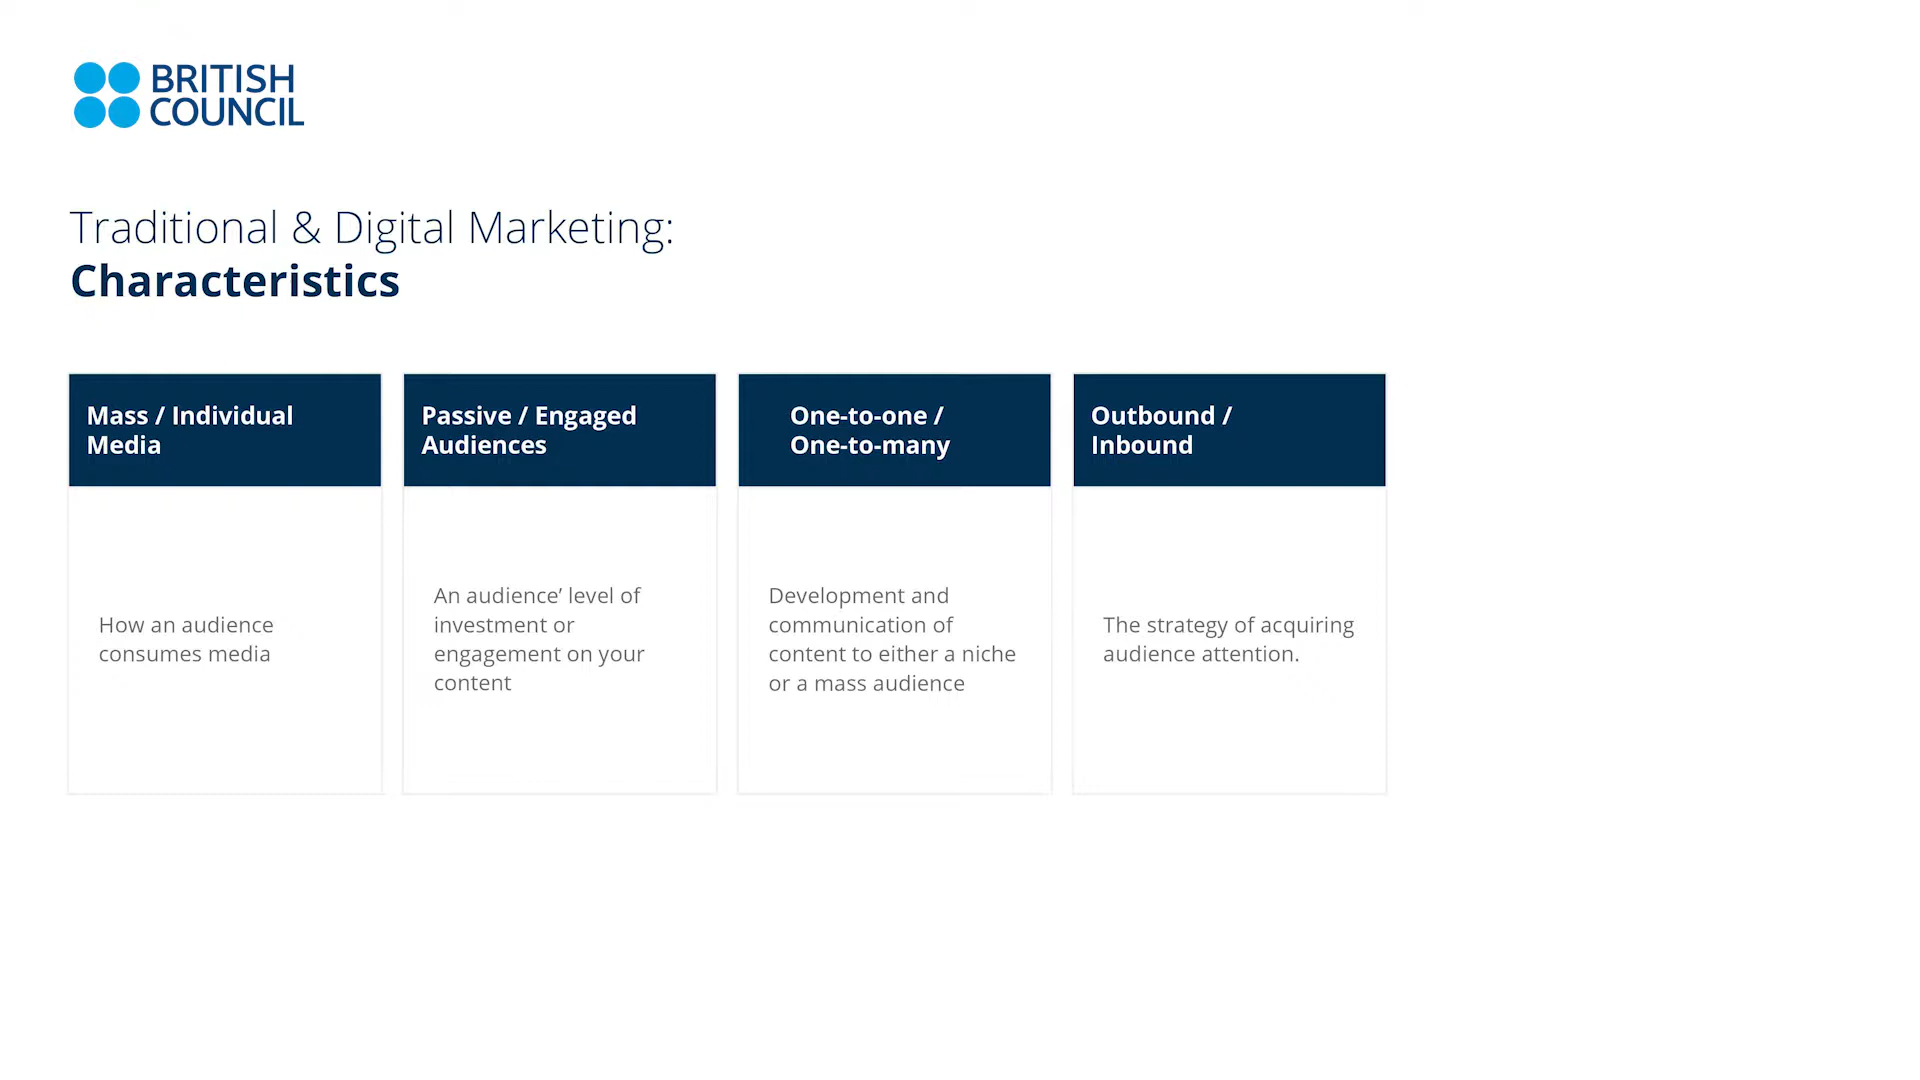 BRITISH
COUNCIL
Traditional & Digital Marketing:
Characteristics
Mass / Individual
Media
How an audience
consumes media
Passive / Engaged
Audiences
An audience’ level of
investment or
engagement on your
content
One-to-one /
One-to-many
Development and
communication of
content to either a niche
or a mass audience
Outbound /
Inbound
The strategy of acquiring
audience attention.